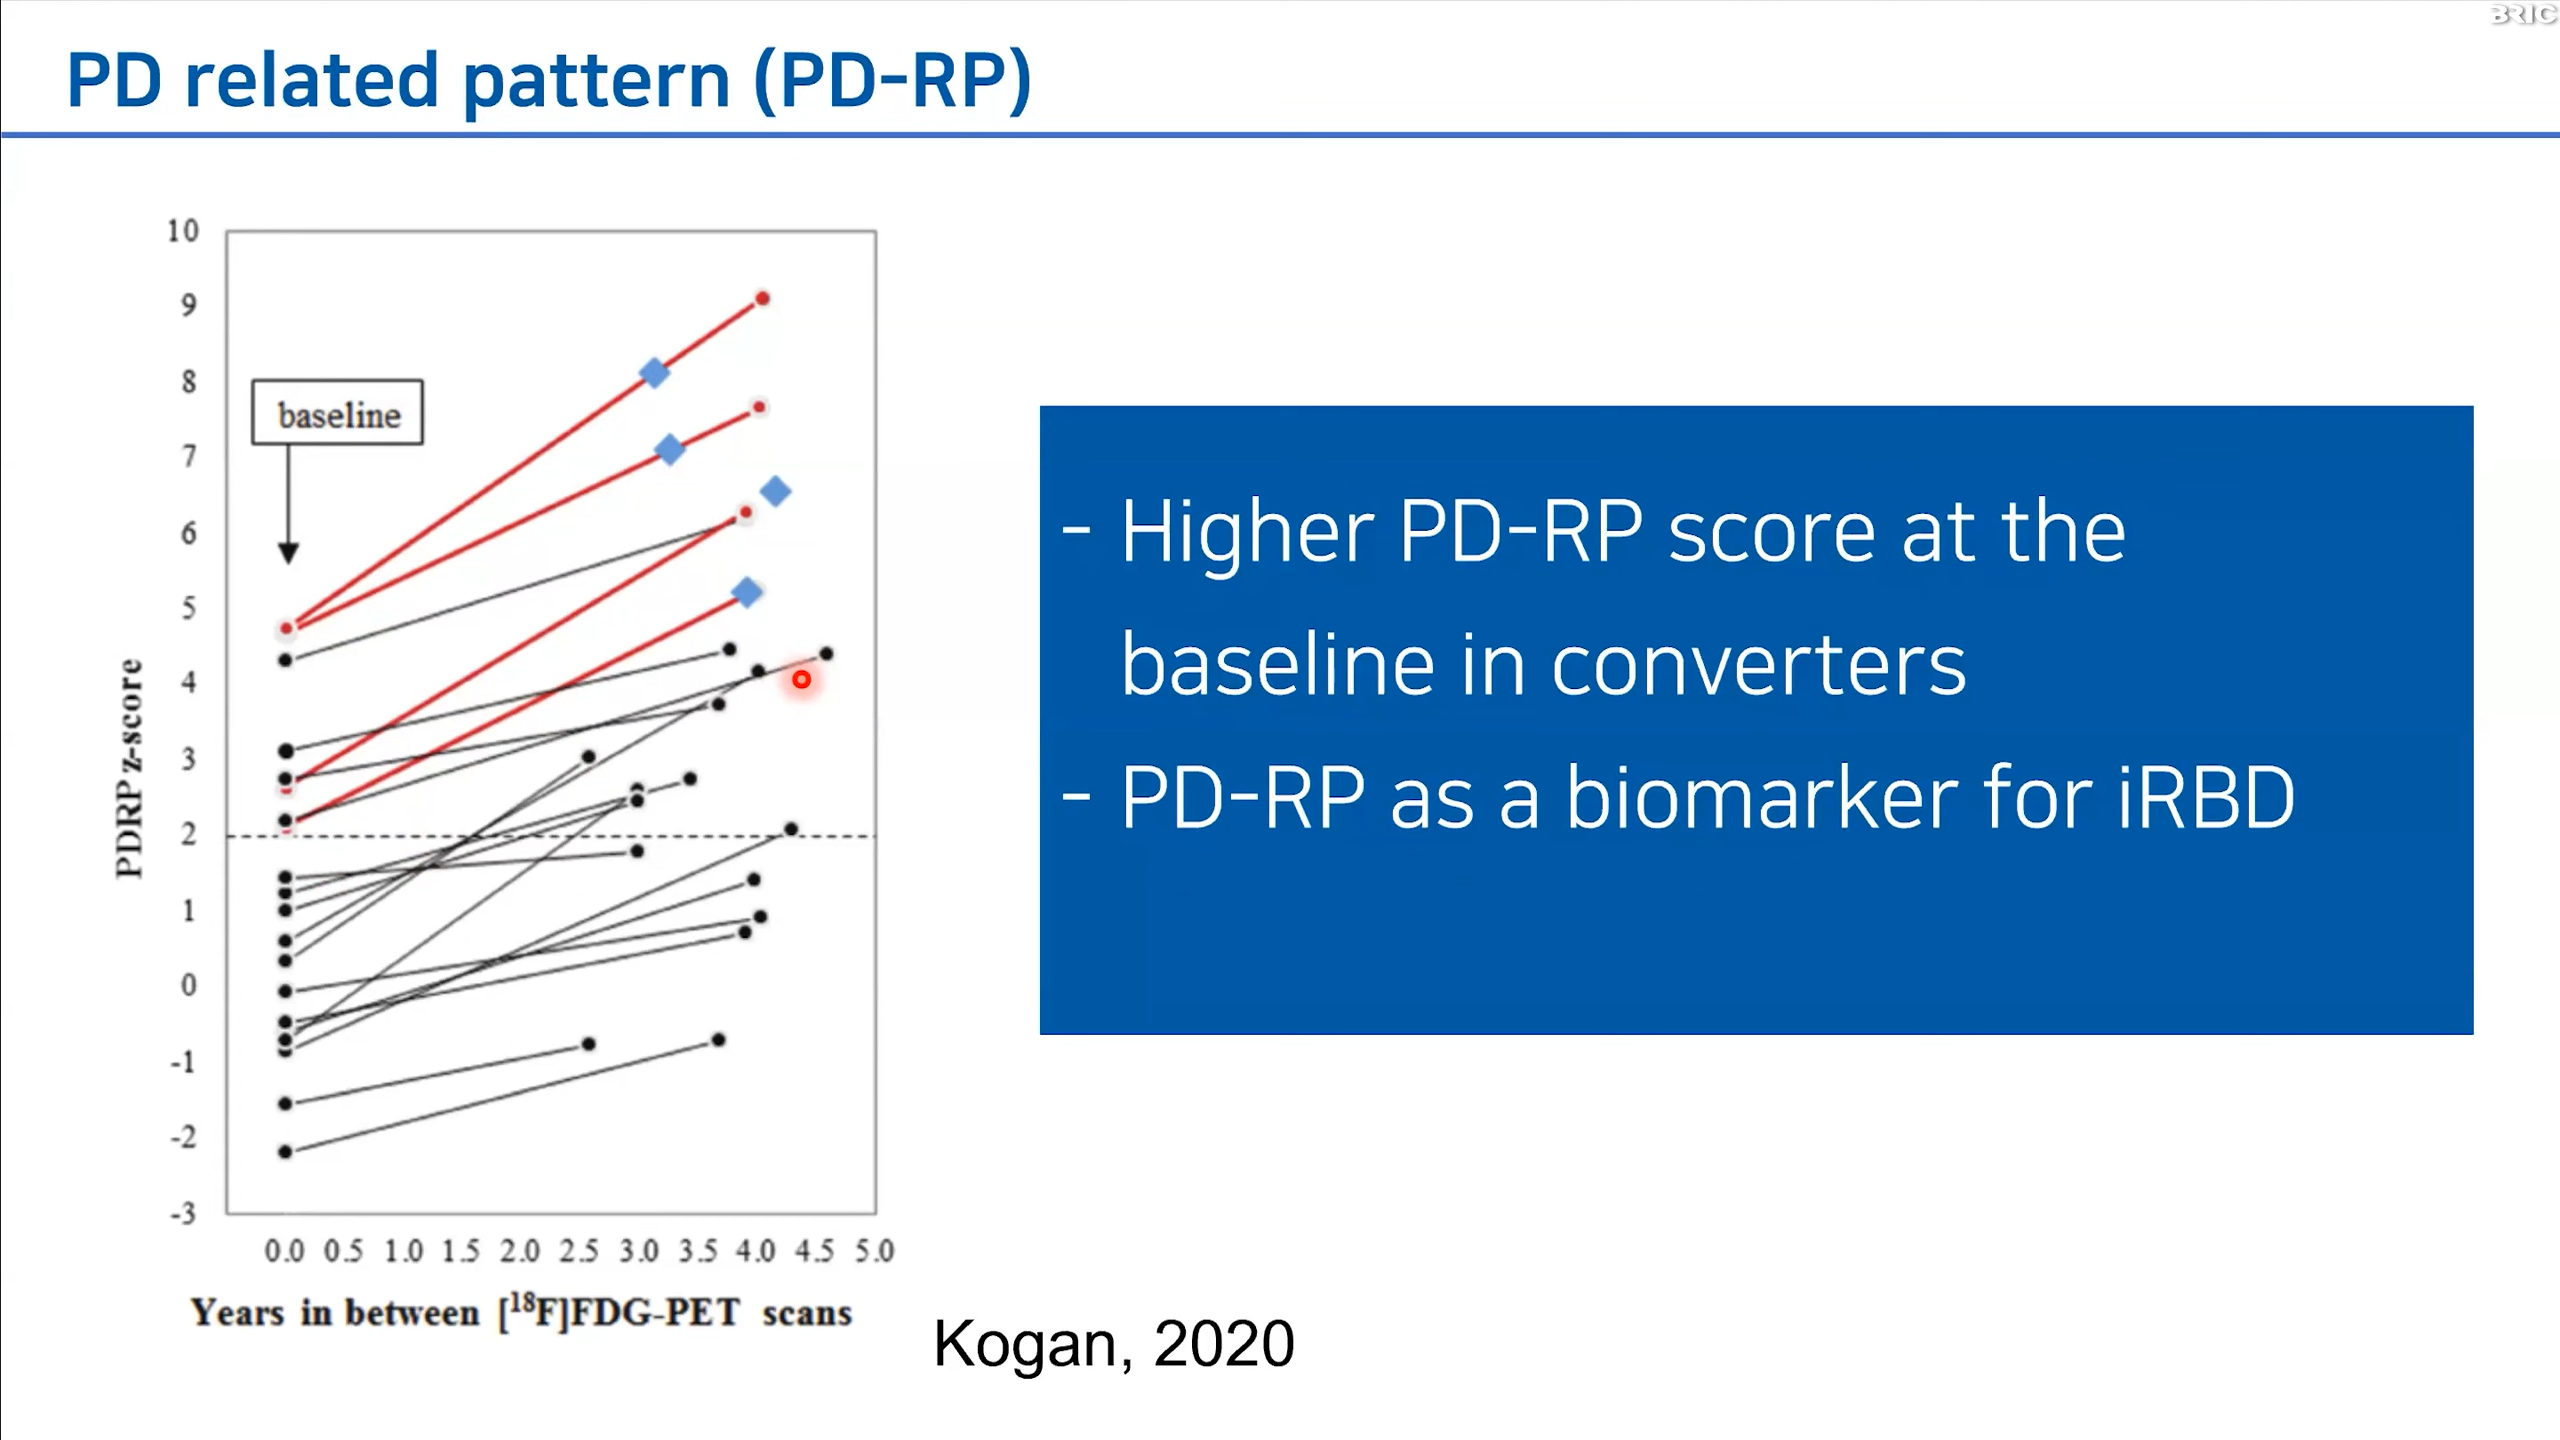 BRIC
PD related pattern (PD-RP)
10
9
8
7
6
5
4
3
2
1
0
-1
-2
-3
baseline
PDRP z-score
0.0 0.5 1.0 1.5 2.0 2.5 3.0 3.5 4.0 4.5 5.0
Years in between [¹⁸F]FDG-PET scans
- Higher PD-RP score at the
baseline in converters
- PD-RP as a biomarker for iRBD
Kogan, 2020